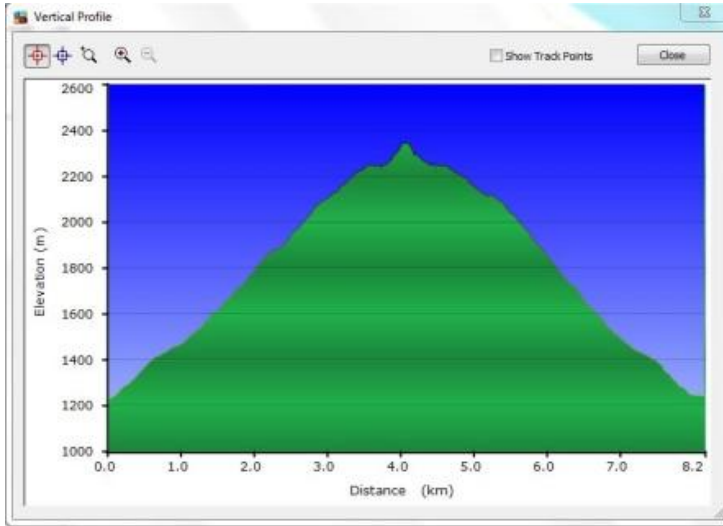 Vertical Profile
Show Track Points
Close
2600
2400
2200
2000
1800
1600
1400
1200
1000
Elevation (m)
0.0 1.0 2.0 3.0 4.0 5.0 6.0 7.0 8.2
Distance (km)